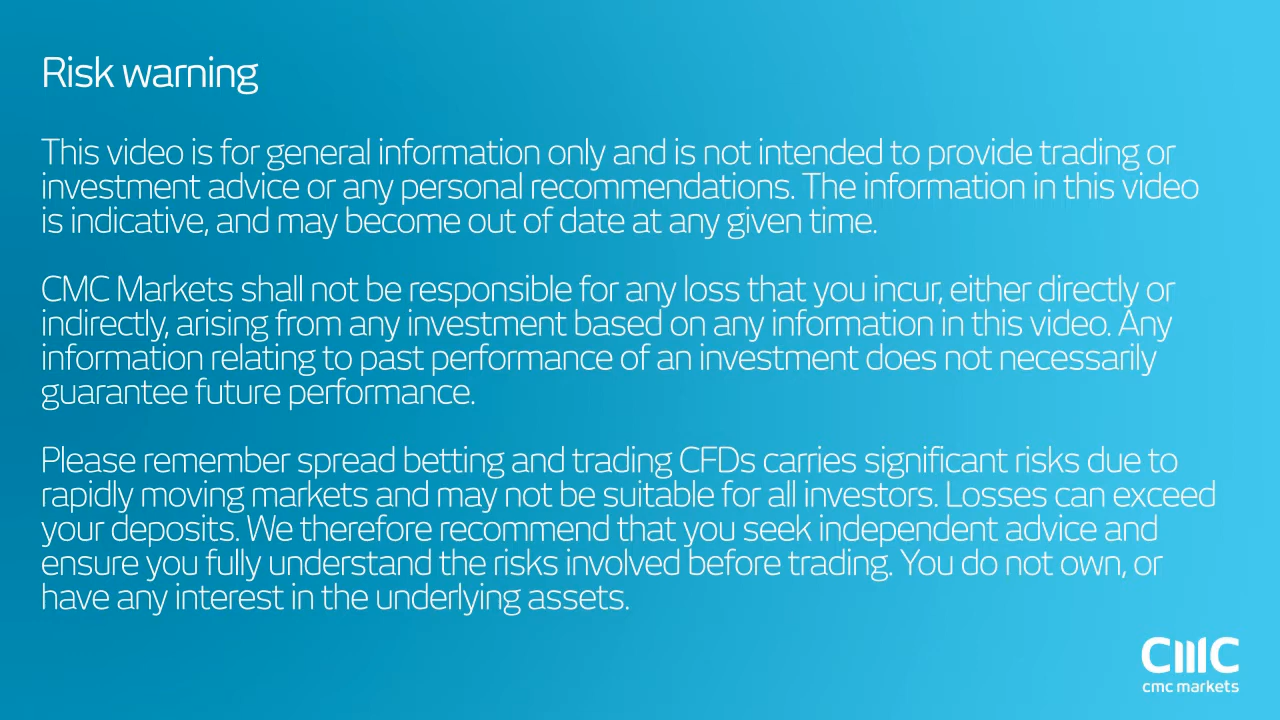 Risk warning
This video is for general information only and is not intended to provide trading or
investment advice or any personal recommendations. The information in this video
is indicative, and may become out of date at any given time.
CMC Markets shall not be responsible for any loss that you incur, either directly or
indirectly, arising from any investment based on any information in this video. Any
information relating to past performance of an investment does not necessarily
guarantee future performance.
Please remember spread betting and trading CFDs carries significant risks due to
rapidly moving markets and may not be suitable for all investors. Losses can exceed
your deposits. We therefore recommend that you seek independent advice and
ensure you fully understand the risks involved before trading. You do not own, or
have any interest in the underlying assets.
CMC
cmc markets